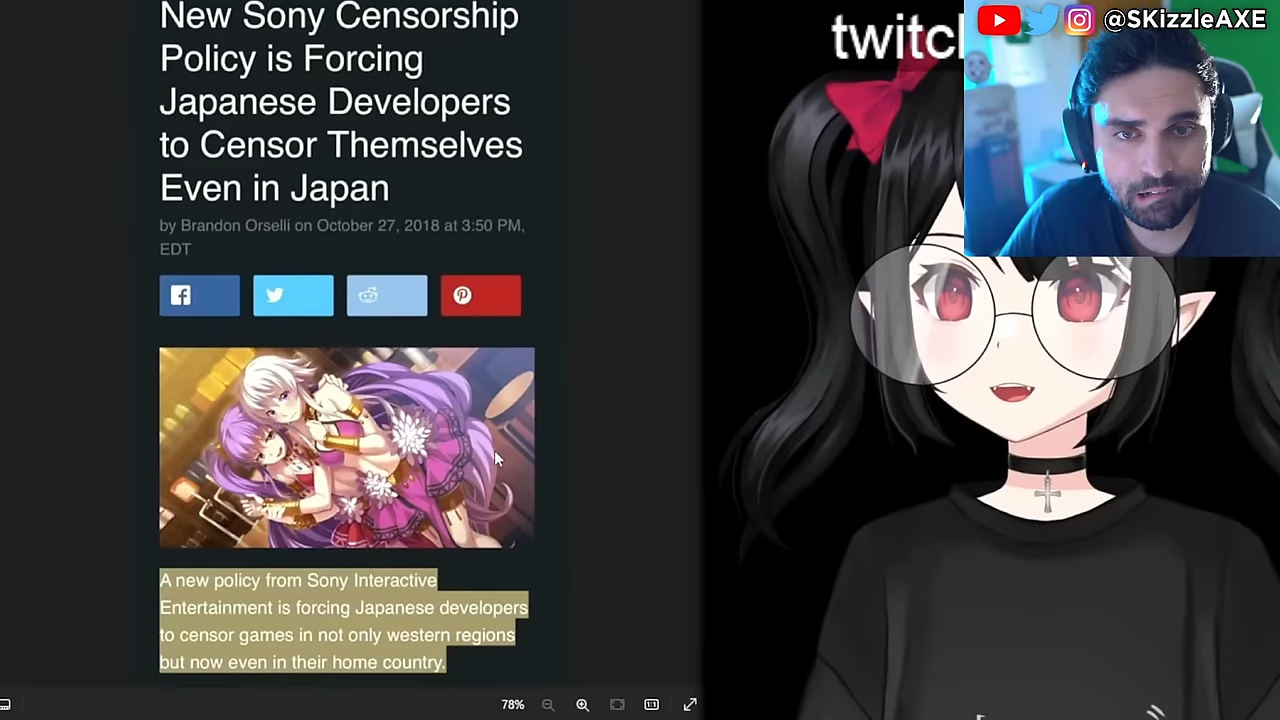 New Sony Censorship
Policy is Forcing
Japanese Developers
to Censor Themselves
Even in Japan
by Brandon Orselli on October 27, 2018 at 3:50 PM,
EDT
A new policy from Sony Interactive
Entertainment is forcing Japanese developers
to censor games in not only western regions
but now even in their home country.
78%
1:1
twitch
@SKizzleAXE